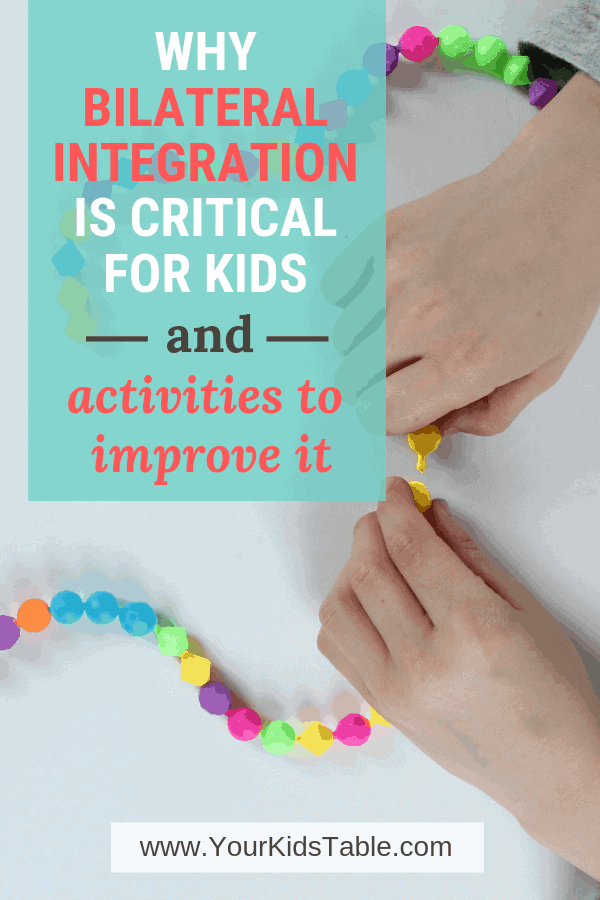 WHY
BILATERAL
INTEGRATION
IS CRITICAL
FOR KIDS
and
activities to
improve it
www.YourKidsTable.com